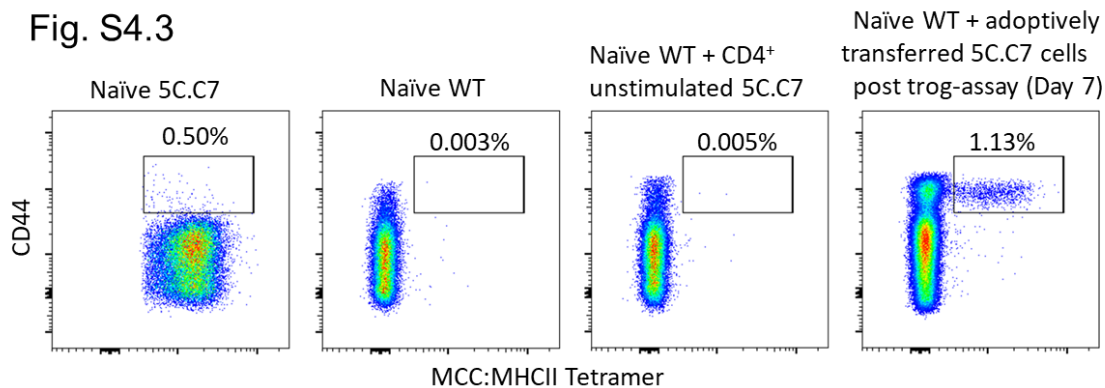 Fig. S4.3
Naïve 5C.C7
Naïve WT
Naïve WT + CD4⁺
unstimulated 5C.C7
Naïve WT + adoptively
transferred 5C.C7 cells
post trog-assay (Day 7)
0.50%
0.003%
0.005%
1.13%
CD44
MCC:MHCII Tetramer